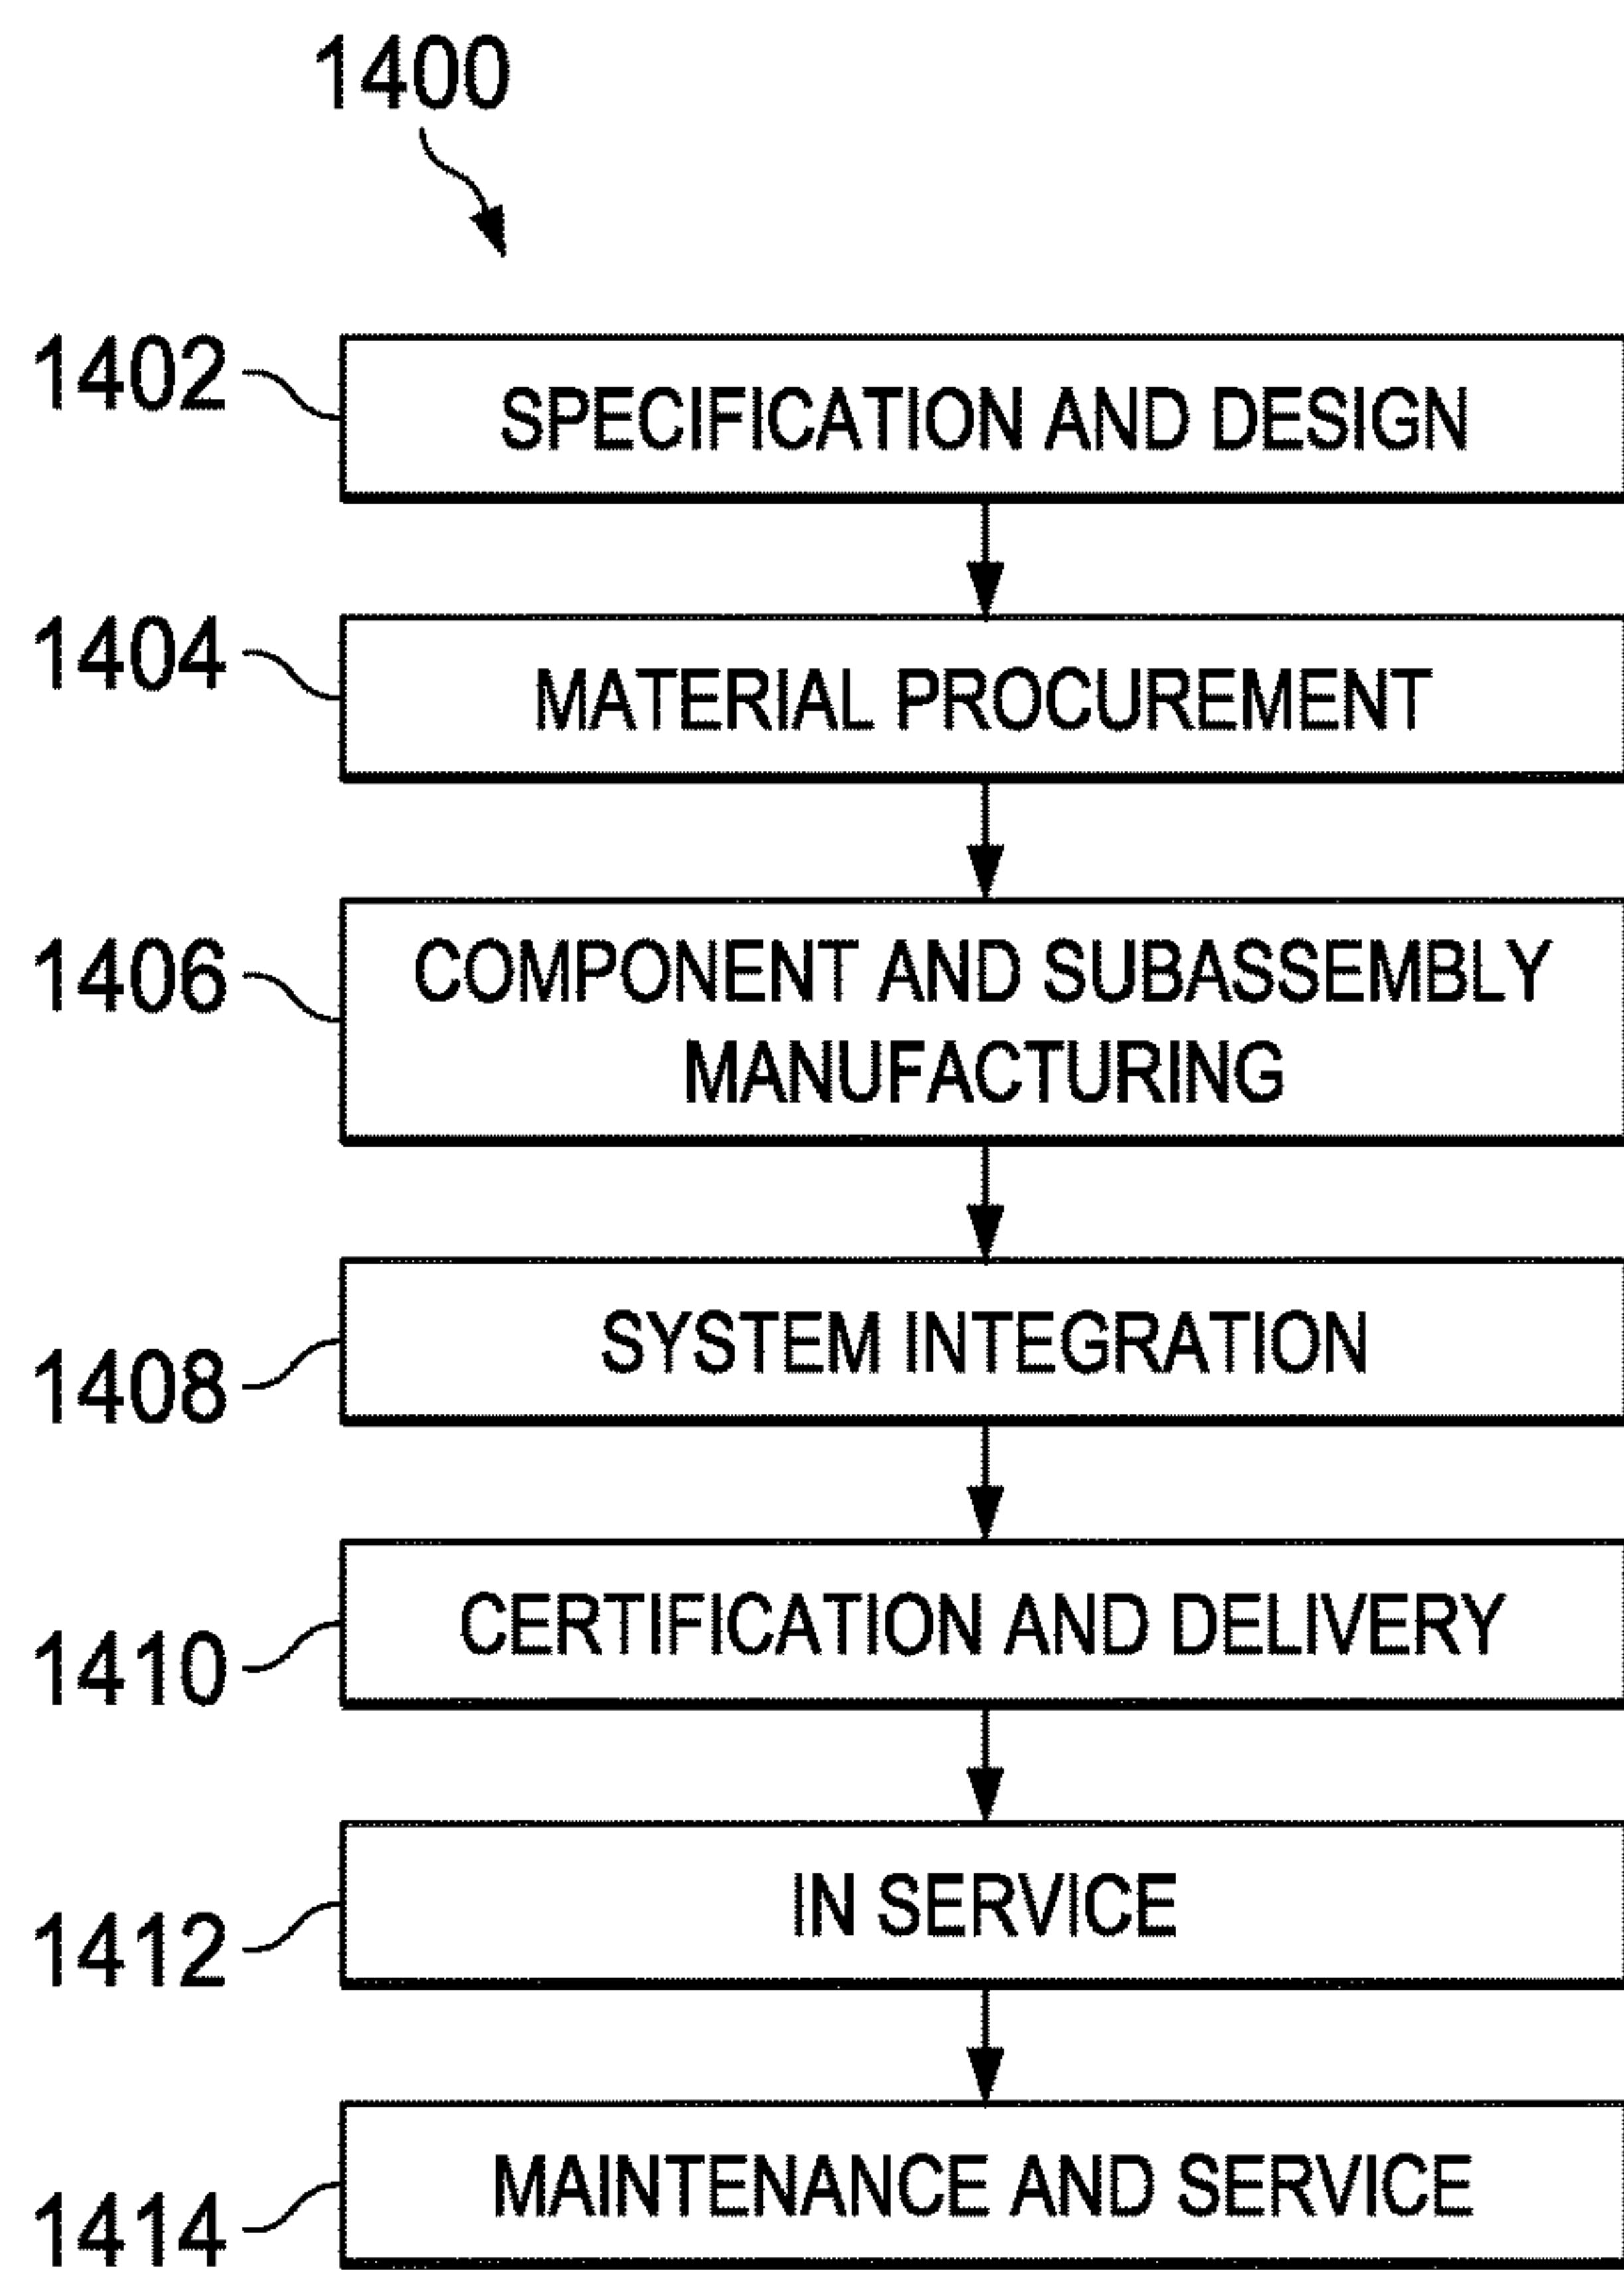 1400
1402
SPECIFICATION AND DESIGN
1404
MATERIAL PROCUREMENT
1406
COMPONENT AND SUBASSEMBLY
MANUFACTURING
1408
SYSTEM INTEGRATION
1410
CERTIFICATION AND DELIVERY
1412
IN SERVICE
1414
MAINTENANCE AND SERVICE